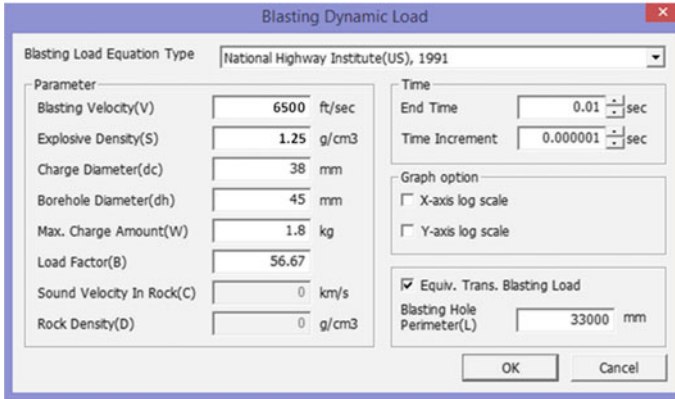 Blasting Dynamic Load
x
Blasting Load Equation Type National Highway Institute(US), 1991
Parameter
Blasting Velocity(V) 6500 ft/sec
Explosive Density(S) 1.25 g/cm3
Charge Diameter(dc) 38 mm
Borehole Diameter(dh) 45 mm
Max. Charge Amount(W) 1.8 kg
Load Factor(B) 56.67
Sound Velocity In Rock(C) 0 km/s
Rock Density(D) 0 g/cm3
Time
End Time 0.01 sec
Time Increment 0.000001 sec
Graph option
X-axis log scale
Y-axis log scale
Equiv. Trans. Blasting Load
Blasting Hole
Perimeter(L) 33000 mm
OK Cancel